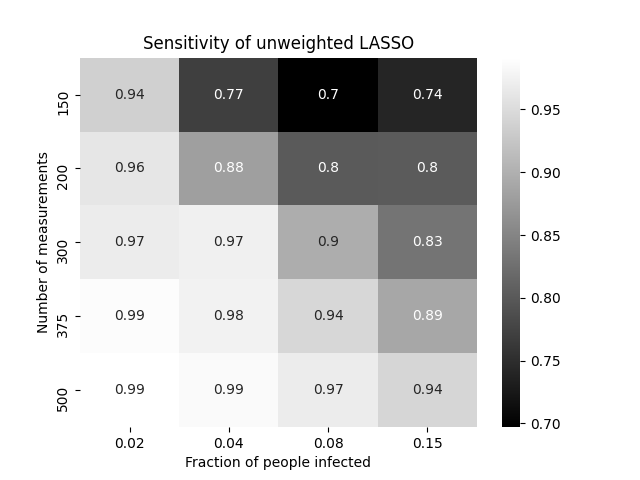 Sensitivity of unweighted LASSO
Number of measurements
150
0.94 0.77 0.7 0.74
200
0.96 0.88 0.8 0.8
300
0.97 0.97 0.9 0.83
375
0.99 0.98 0.94 0.89
500
0.99 0.99 0.97 0.94
0.02 0.04 0.08 0.15
Fraction of people infected
0.95
0.90
0.85
0.80
0.75
0.70